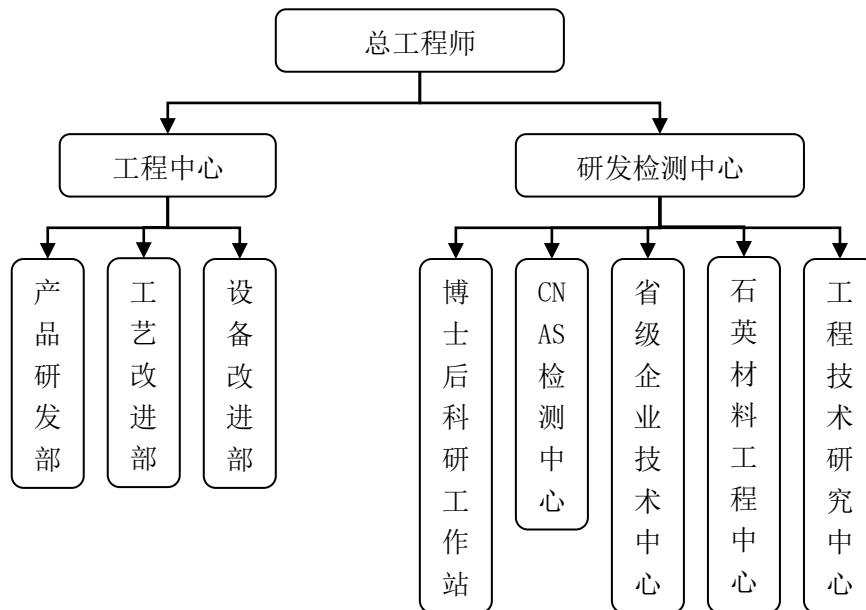 总工程师
工程中心
研发检测中心
产品研发部
工艺改进部
设备改进部
博士后科研工作站
CNAS检测中心
省级企业技术中心
石英材料工程中心
工程技术研究中心